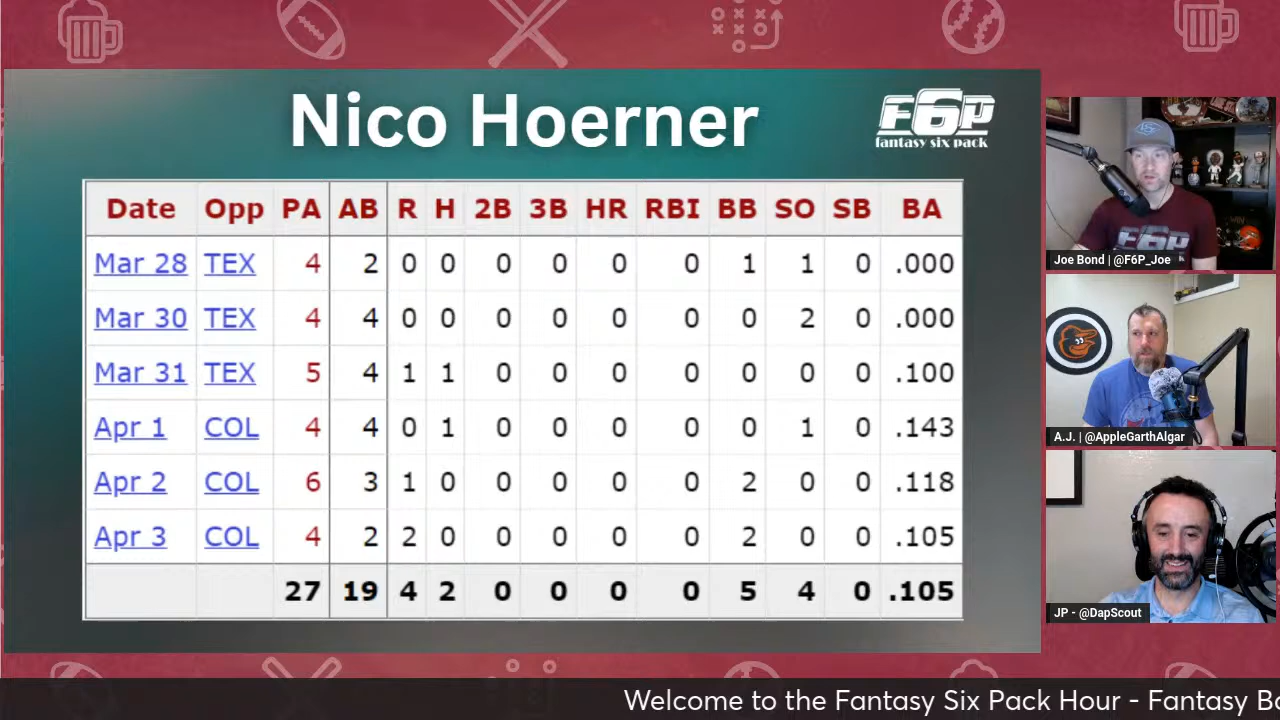 Nico Hoerner
F6P
fantasy six pack
Date Opp PA AB R H 2B 3B HR RBI BB SO SB BA
Mar 28 TEX 4 2 0 0 0 0 0 0 1 1 0 .000
Mar 30 TEX 4 4 0 0 0 0 0 0 0 2 0 .000
Mar 31 TEX 5 4 1 1 0 0 0 0 0 0 0 .100
Apr 1 COL 4 4 0 1 0 0 0 0 0 1 0 .143
Apr 2 COL 6 3 1 0 0 0 0 0 2 0 0 .118
Apr 3 COL 4 2 2 0 0 0 0 0 2 0 0 .105
27 19 4 2 0 0 0 0 5 4 0 .105
F6P
Joe Bond | @F6P_Joe
A.J. | @AppleGarthAlgar
JP - @DapScout
Welcome to the Fantasy Six Pack Hour - Fantasy Ba